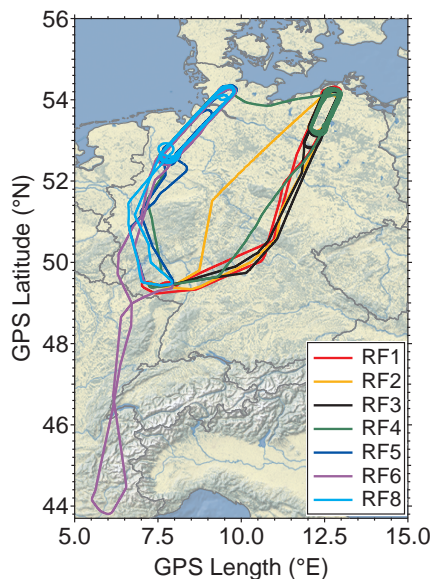 56
54
52
50
48
46
44
GPS Latitude (°N)
RF1
RF2
RF3
RF4
RF5
RF6
RF8
5.0
7.5
10.0
12.5
15.0
GPS Length (°E)